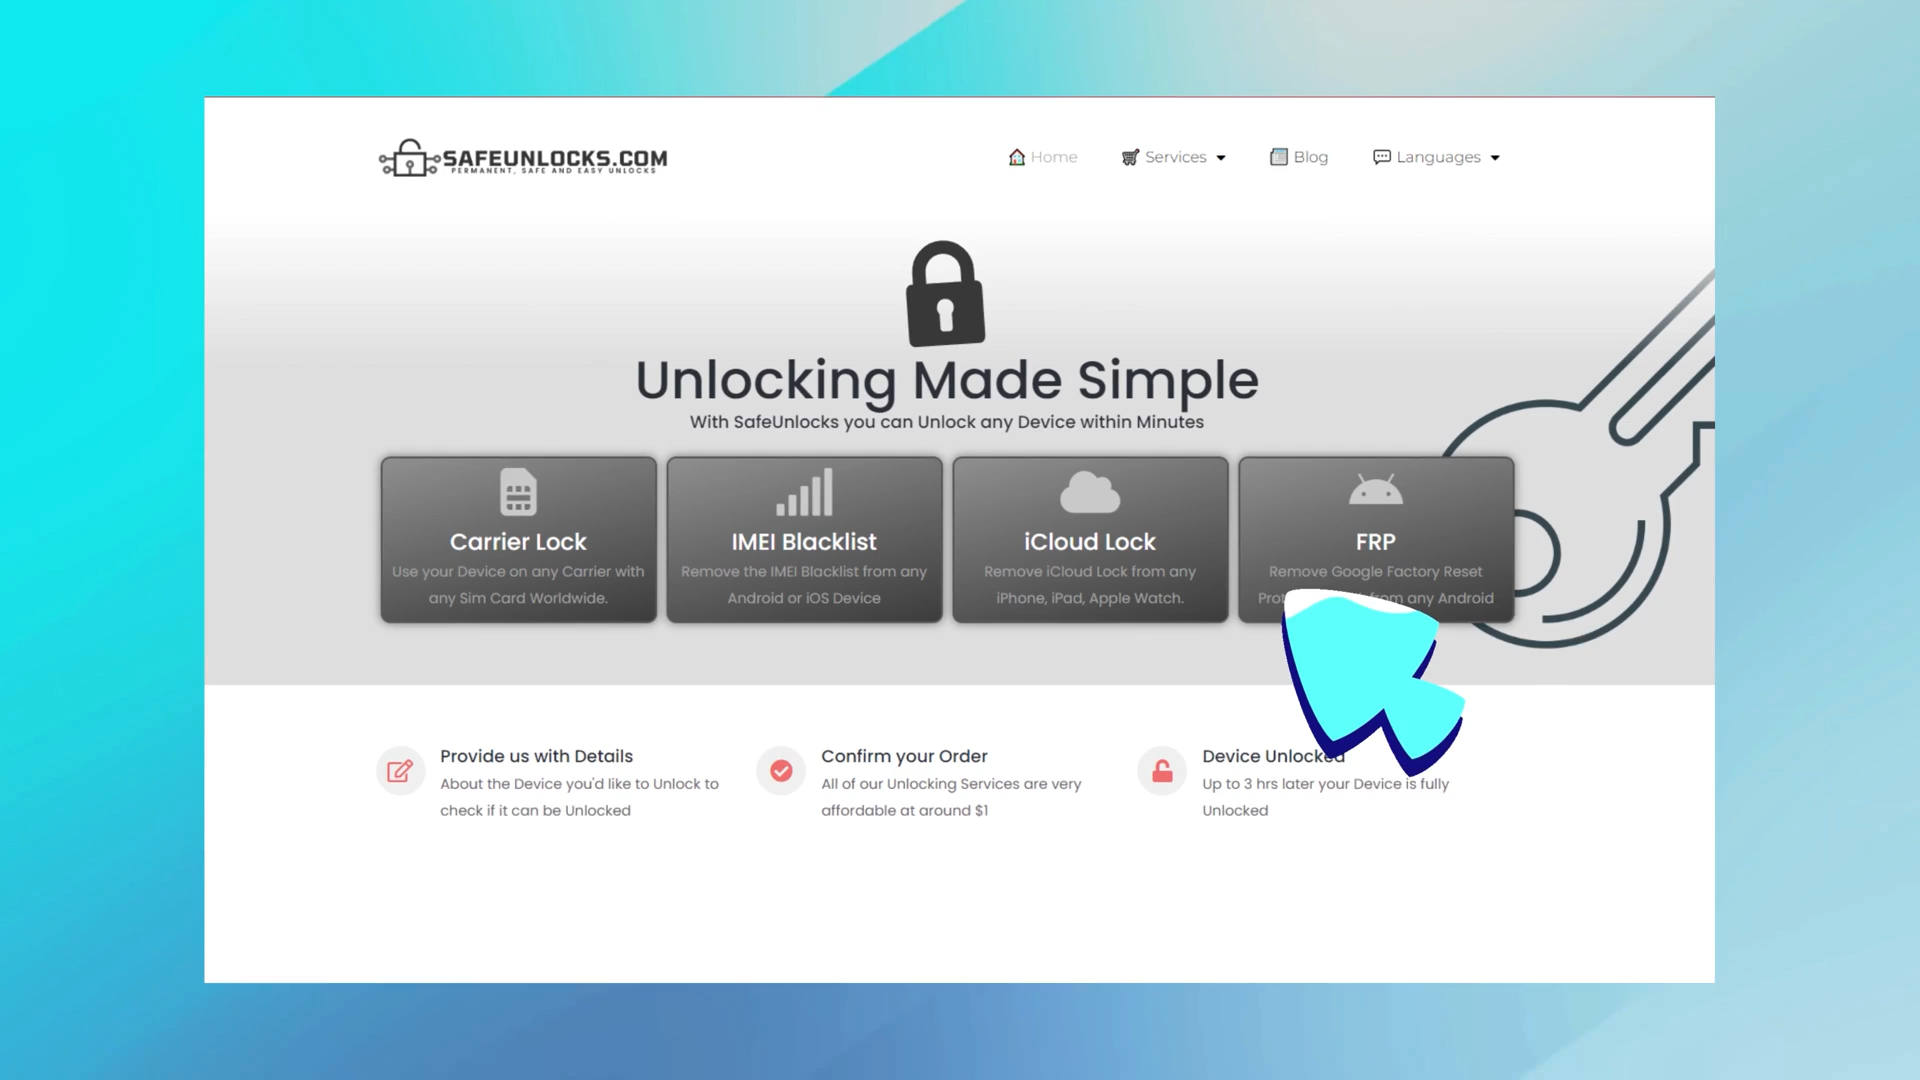 SAFEUNLOCKS.COM
PERMANENT, SAFE AND EASY UNLOCKS
Home
Services
Blog
Languages
Unlocking Made Simple
With SafeUnlocks you can Unlock any Device within Minutes
Carrier Lock
Use your Device on any Carrier with
any Sim Card Worldwide.
IMEI Blacklist
Remove the IMEI Blacklist from any
Android or iOS Device
iCloud Lock
Remove iCloud Lock from any
iPhone, iPad, Apple Watch.
FRP
Remove Google Factory Reset
from any Android
Provide us with Details
About the Device you'd like to Unlock to
check if it can be Unlocked
Confirm your Order
All of our Unlocking Services are very
affordable at around $1
Device Unlocked
Up to 3 hrs later your Device is fully
Unlocked